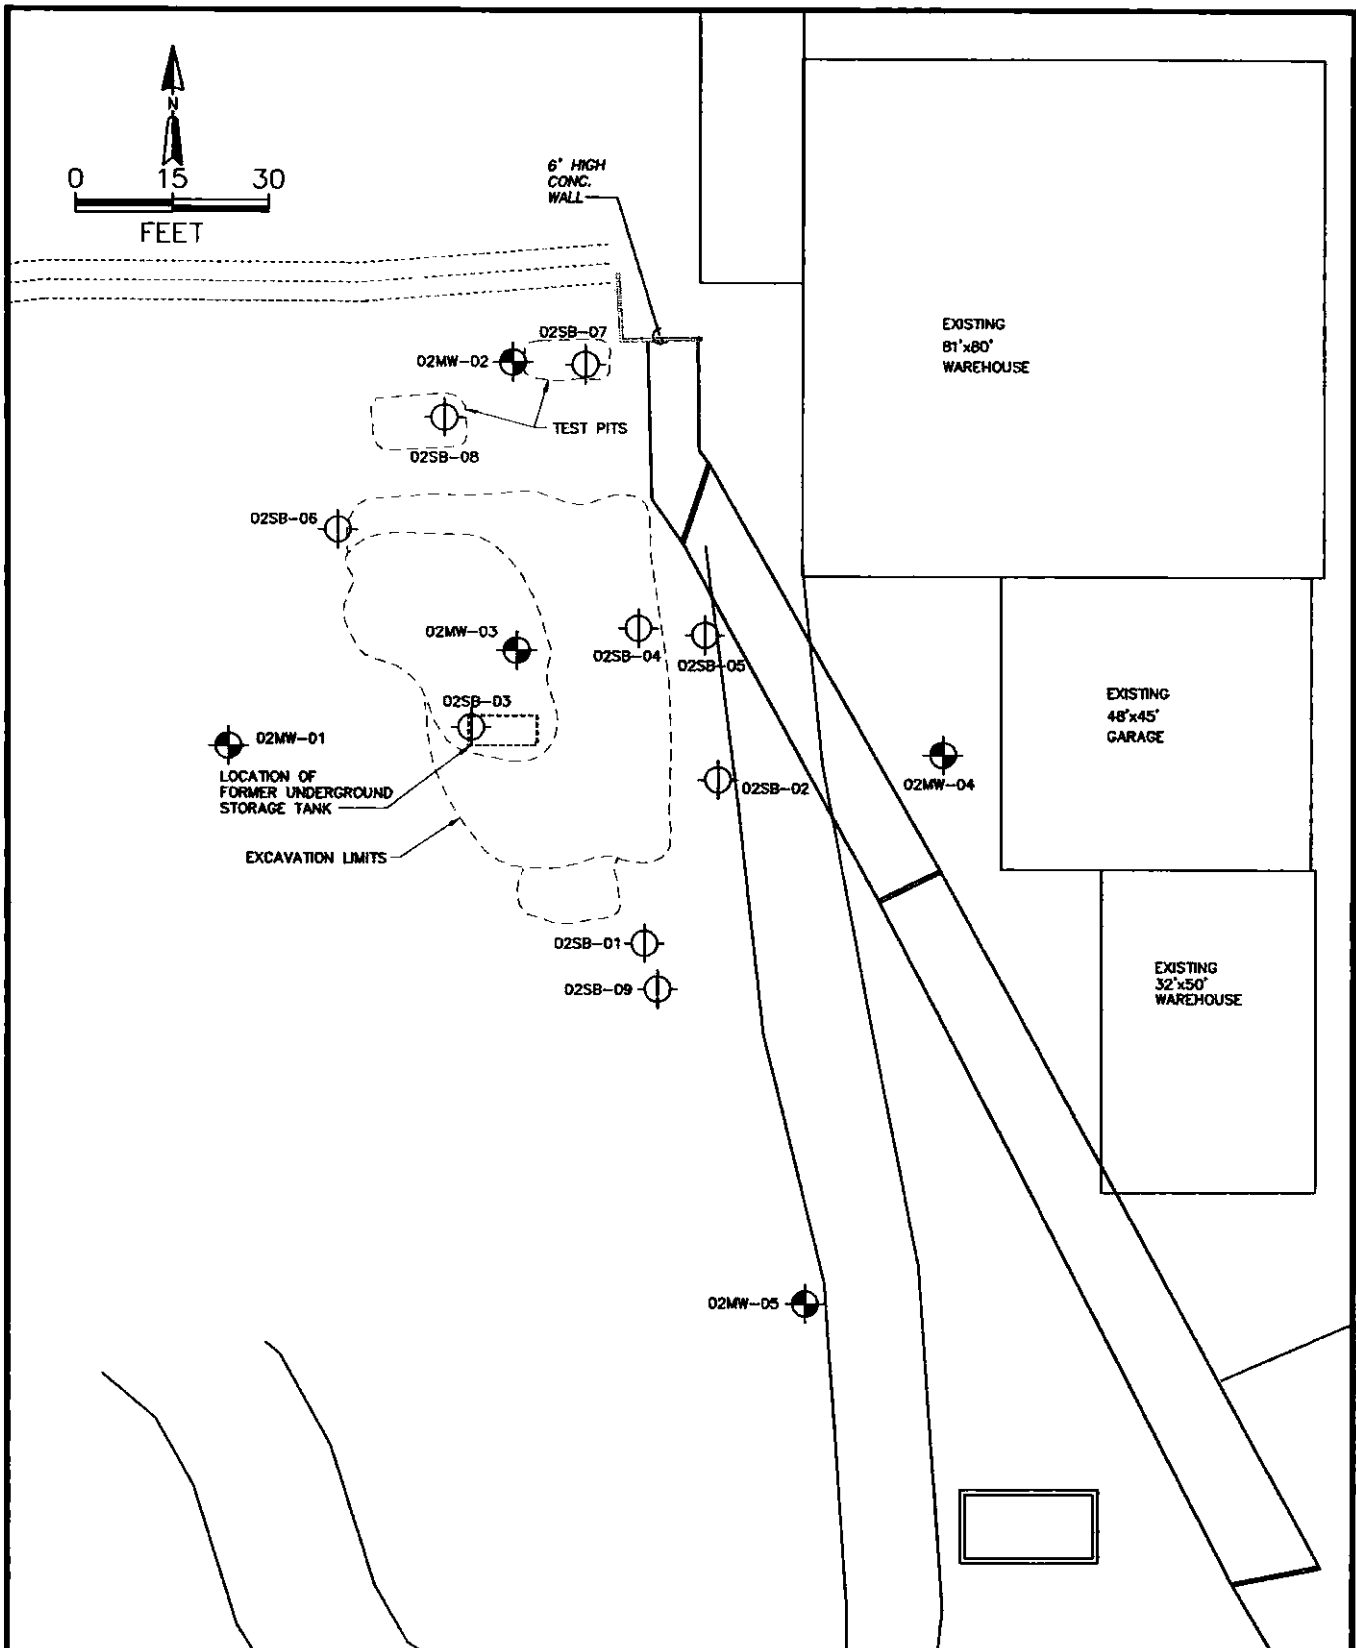 N
0 15 30
FEET
6' HIGH
CONC.
WALL
02SB-07
02MW-02
TEST PITS
02SB-08
02SB-06
02MW-03
02SB-04
02SB-05
02SB-03
02MW-01
LOCATION OF
FORMER UNDERGROUND
STORAGE TANK
EXCAVATION LIMITS
02SB-02
02MW-04
02SB-01
02SB-09
02MW-05
EXISTING
81'x80'
WAREHOUSE
EXISTING
48'x45'
GARAGE
EXISTING
32'x50'
WAREHOUSE